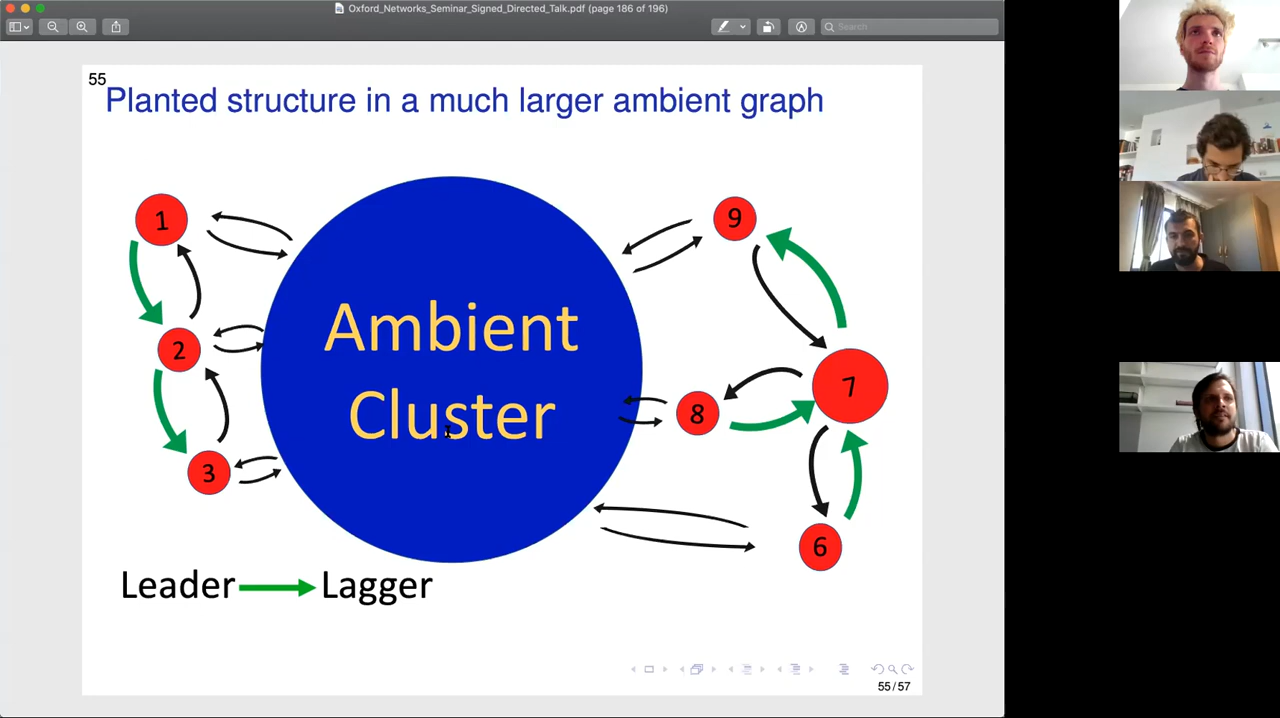 Oxford_Networks_Seminar_Signed_Directed_Talk.pdf (page 186 of 196)
Search
55
Planted structure in a much larger ambient graph
1
9
Ambient
2
7
Cluster
8
3
6
Leader Lagger
55/57